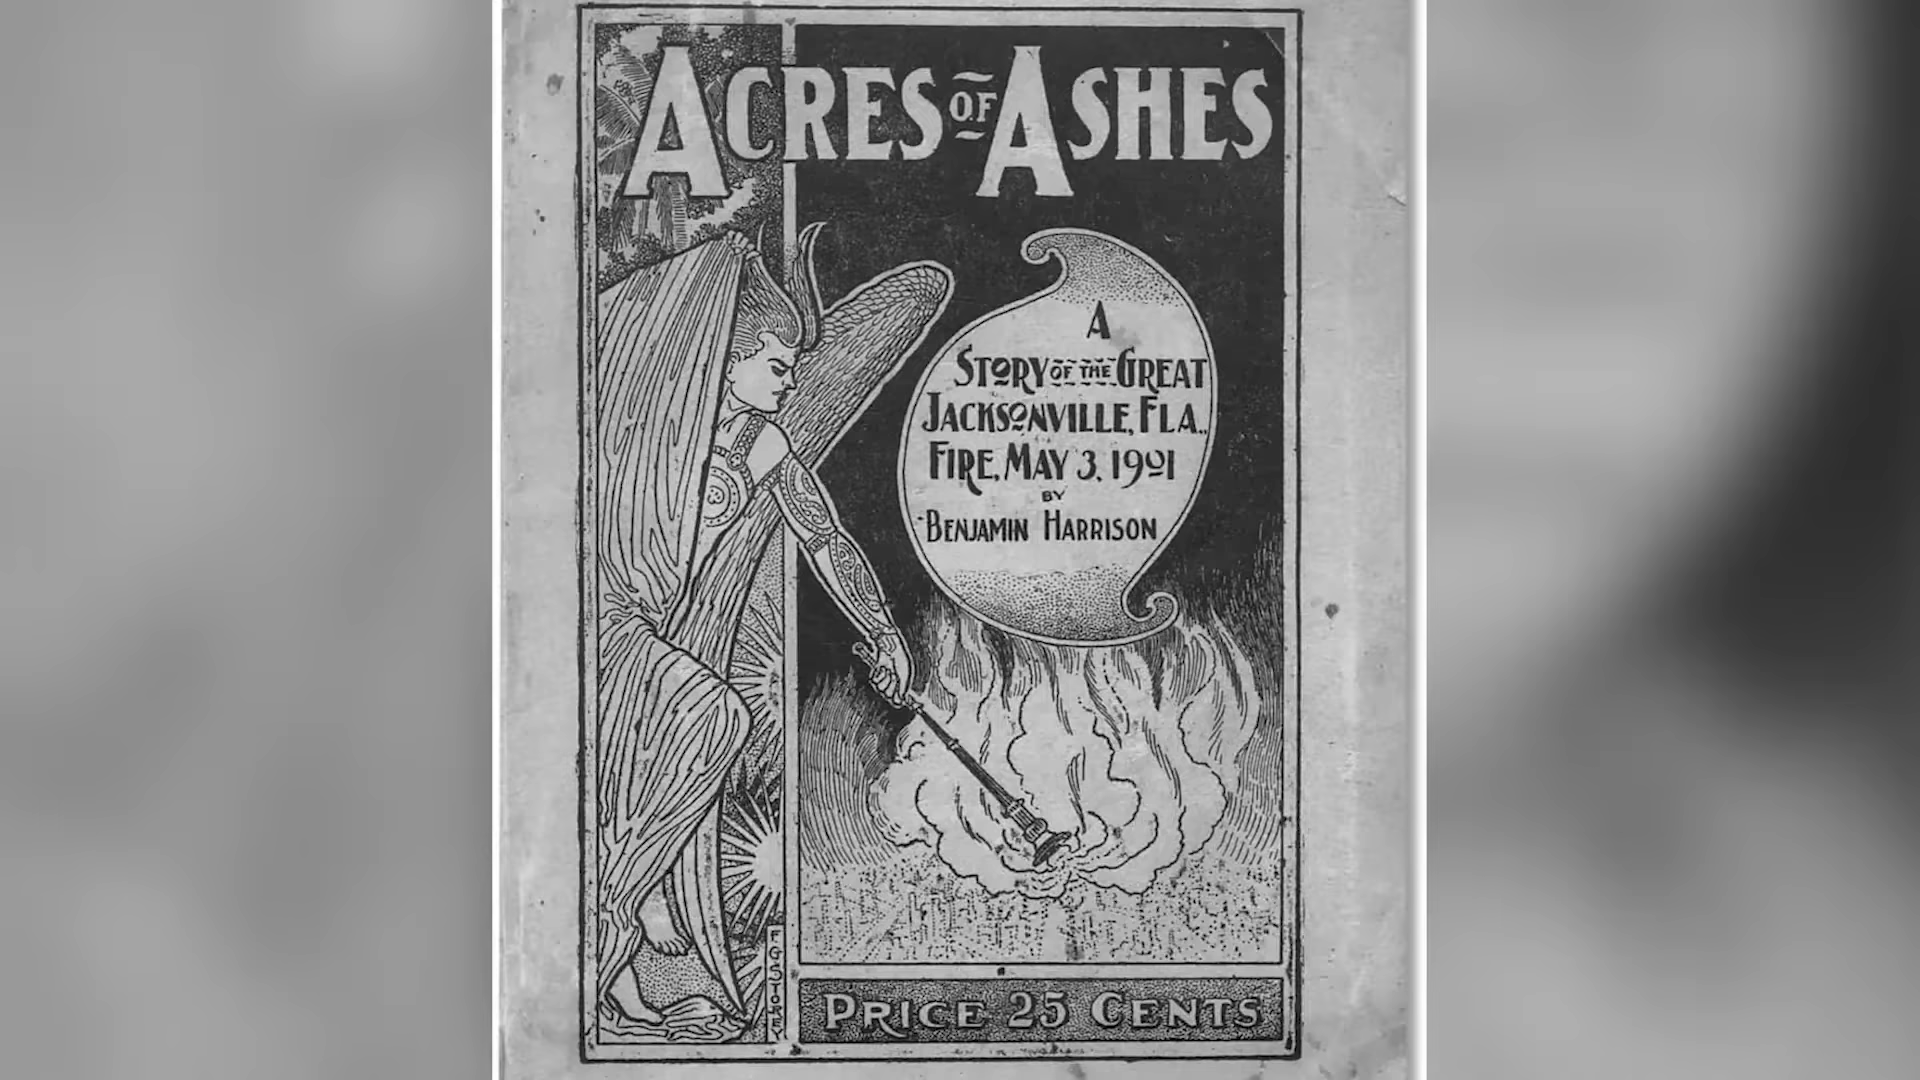 ACRES OF ASHES
A
STORY OF THE GREAT
JACKSONVILLE, FLA.,
FIRE, MAY 3, 1901
BY
BENJAMIN HARRISON
F G STOREY
PRICE 25 CENTS